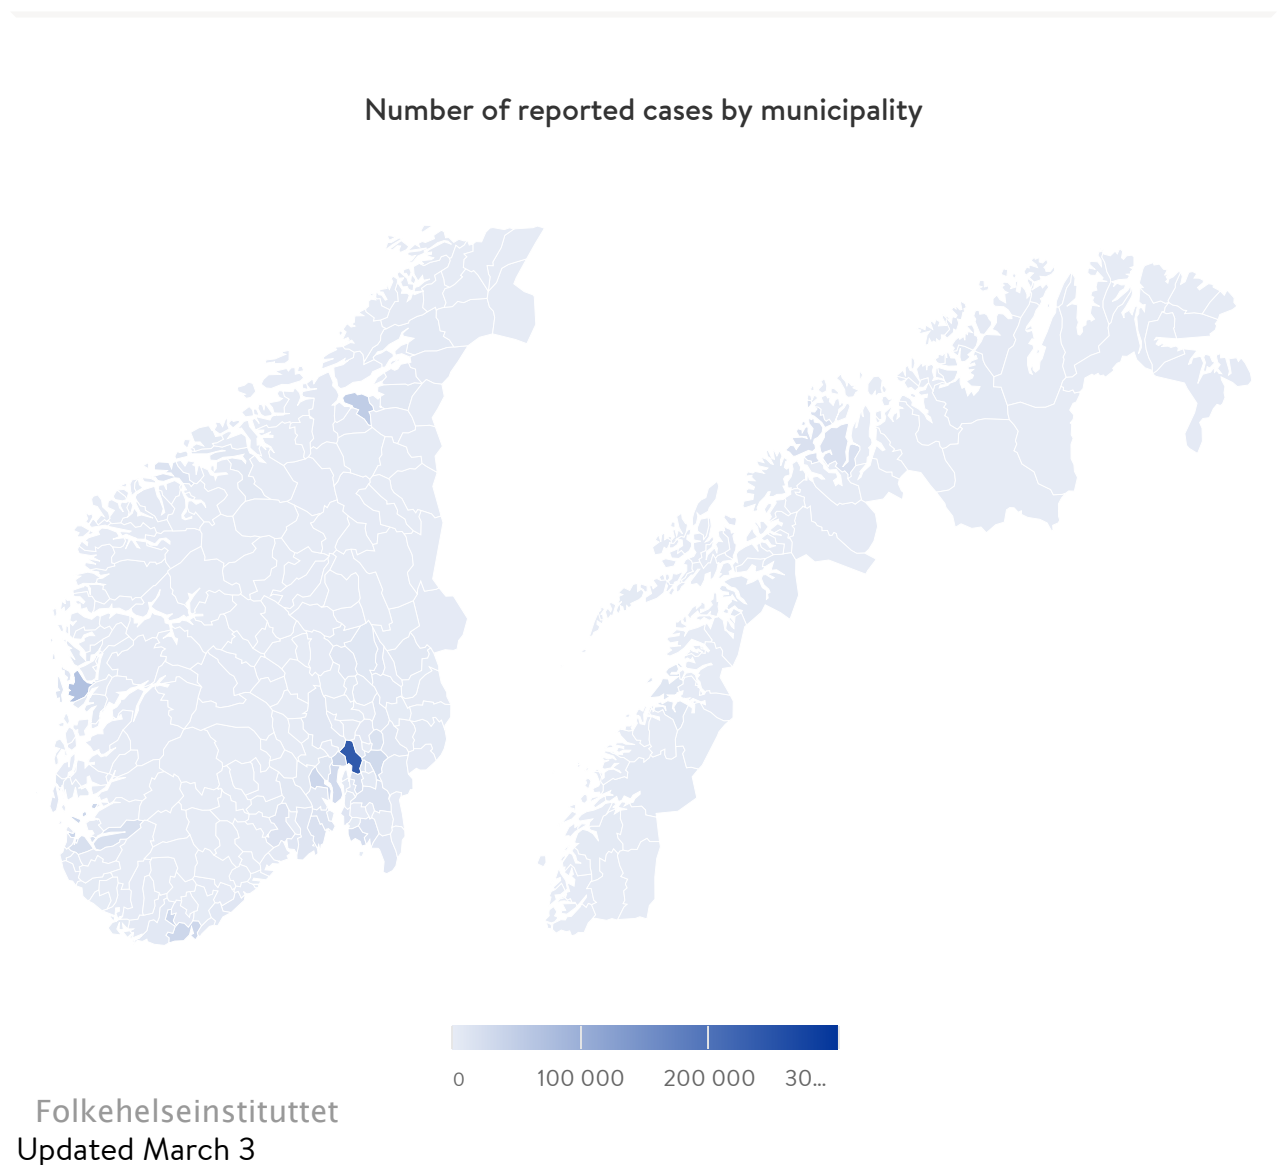 Number of reported cases by municipality
0 100 000 200 000 30...
Folkehelseinstituttet
Updated March 3